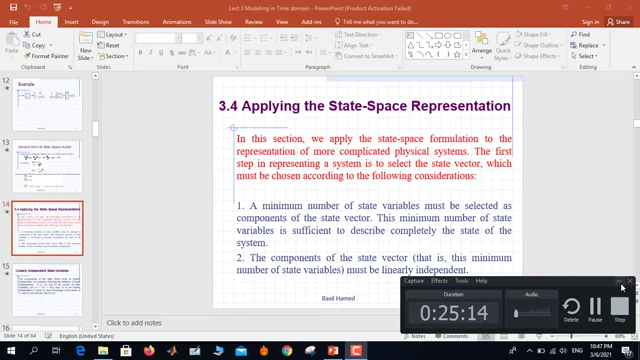 Lect 3 Modeling in Time domain - PowerPoint (Product Activation Failed)
File Home Insert Design Transitions Animations Slide Show Review View Add-ins Tell me what you want to do... Sign in Share
Cut
Copy
Format Painter
Paste
Clipboard
Layout
Reset
Section
New Slide
Slides
Font
Text Direction
Align Text
Convert to SmartArt
Paragraph
Arrange
Quick Styles
Shape Fill
Shape Outline
Shape Effects
Drawing
Find
Replace
Select
Editing
12
Example
13
General form of state Space model
14
3.4 Applying the State-Space Representation
15
Linearly Independent State Variables
16
3.4 Applying the State-Space Representation
In this section, we apply the state-space formulation to the
representation of more complicated physical systems. The first
step in representing a system is to select the state vector, which
must be chosen according to the following considerations:
1. A minimum number of state variables must be selected as
components of the state vector. This minimum number of state
variables is sufficient to describe completely the state of the
system.
2. The components of the state vector (that is, this minimum
number of state variables) must be linearly independent.
Basil Hamed
Click to add notes
Capture Effects Tools Help
Duration
0:25:14
Audio
Delete
Pause
Stop
Slide 14 of 64 English (United States)
69%
ENG
10:47 PM
3/6/2021